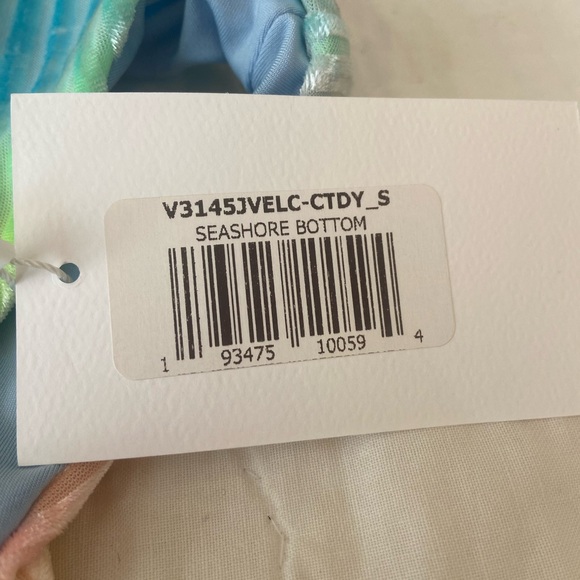 V3145JVELC-CTDY_S
SEASHORE BOTTOM
1 93475 10059 4